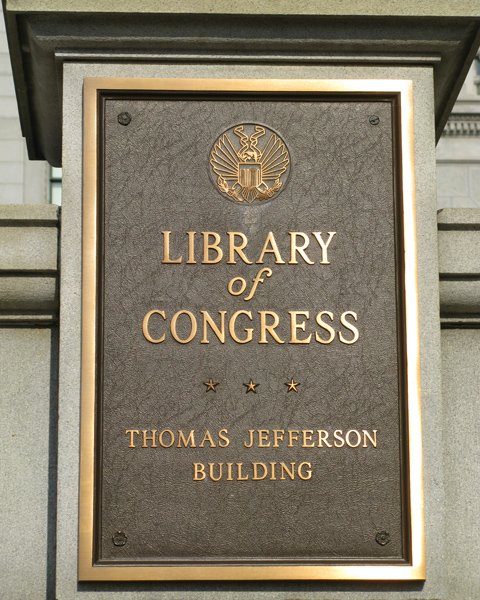 LIBRARY
of
CONGRESS
THOMAS JEFFERSON
BUILDING